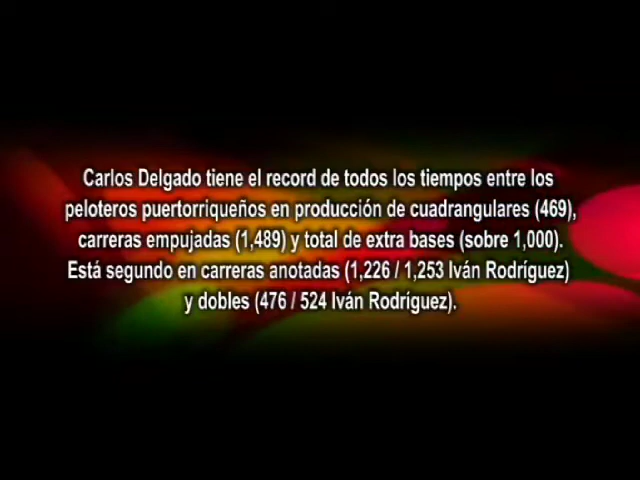 Carlos Delgado tiene el record de todos los tiempos entre los
peloteros puertorriqueños en producción de cuadrangulares (469),
carreras empujadas (1,489) y total de extra bases (sobre 1,000).
Está segundo en carreras anotadas (1,226 / 1,253 Iván Rodríguez)
y dobles (476 / 524 Iván Rodríguez).